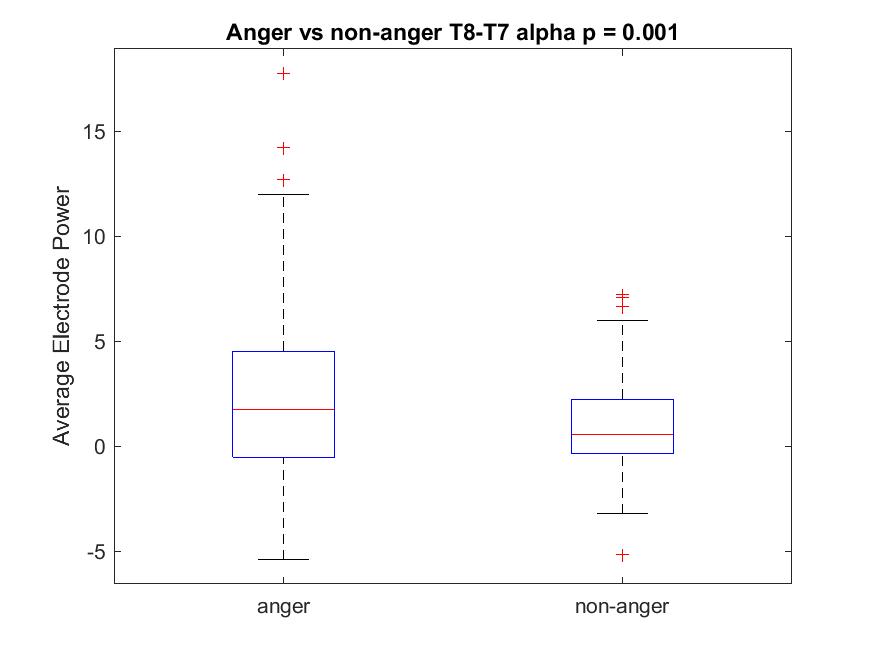 Anger vs non-anger T8-T7 alpha p = 0.001
Average Electrode Power
15
10
5
0
-5
anger
non-anger